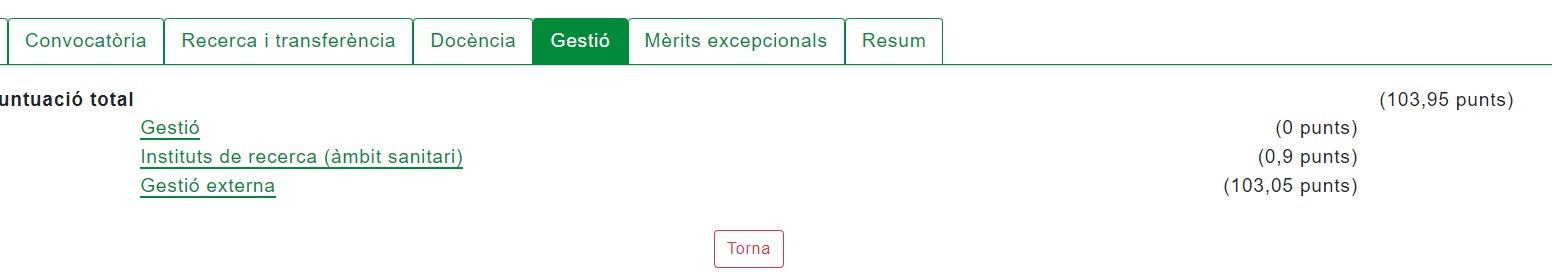 Convocatòria Recerca i transferència Docència Gestió Mèrits excepcionals Resum
untuació total (103,95 punts)
Gestió (0 punts)
Instituts de recerca (àmbit sanitari) (0,9 punts)
Gestió externa (103,05 punts)
Torna